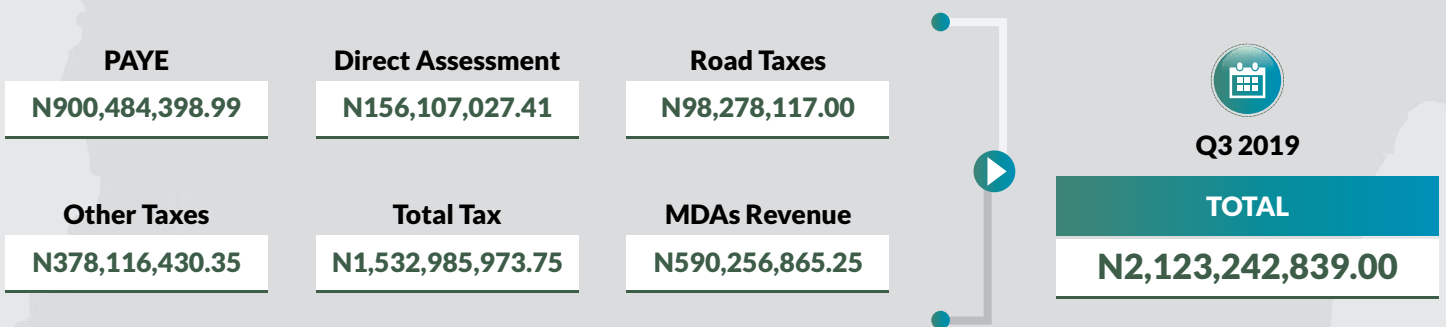 PAYE
N900,484,398.99
Direct Assessment
N156,107,027.41
Road Taxes
N98,278,117.00
Other Taxes
N378,116,430.35
Total Tax
N1,532,985,973.75
MDAs Revenue
N590,256,865.25
Q3 2019
TOTAL
N2,123,242,839.00